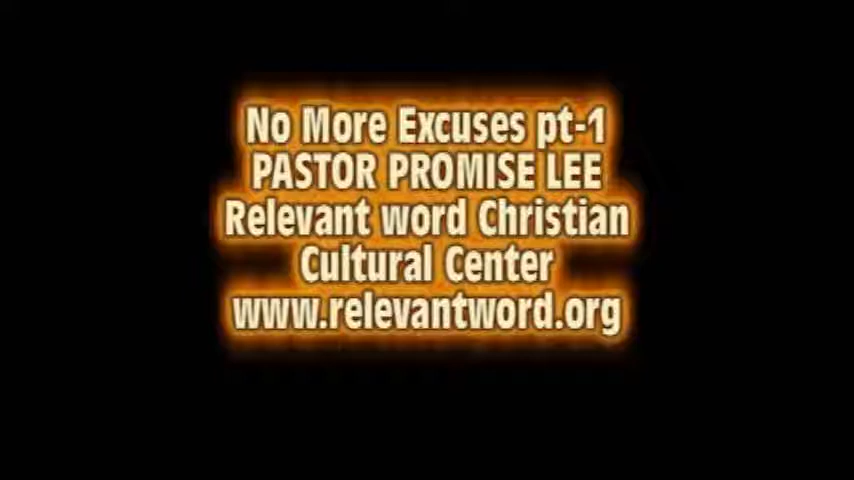 No More Excuses pt-1
PASTOR PROMISE LEE
Relevant word Christian
Cultural Center
www.relevantword.org